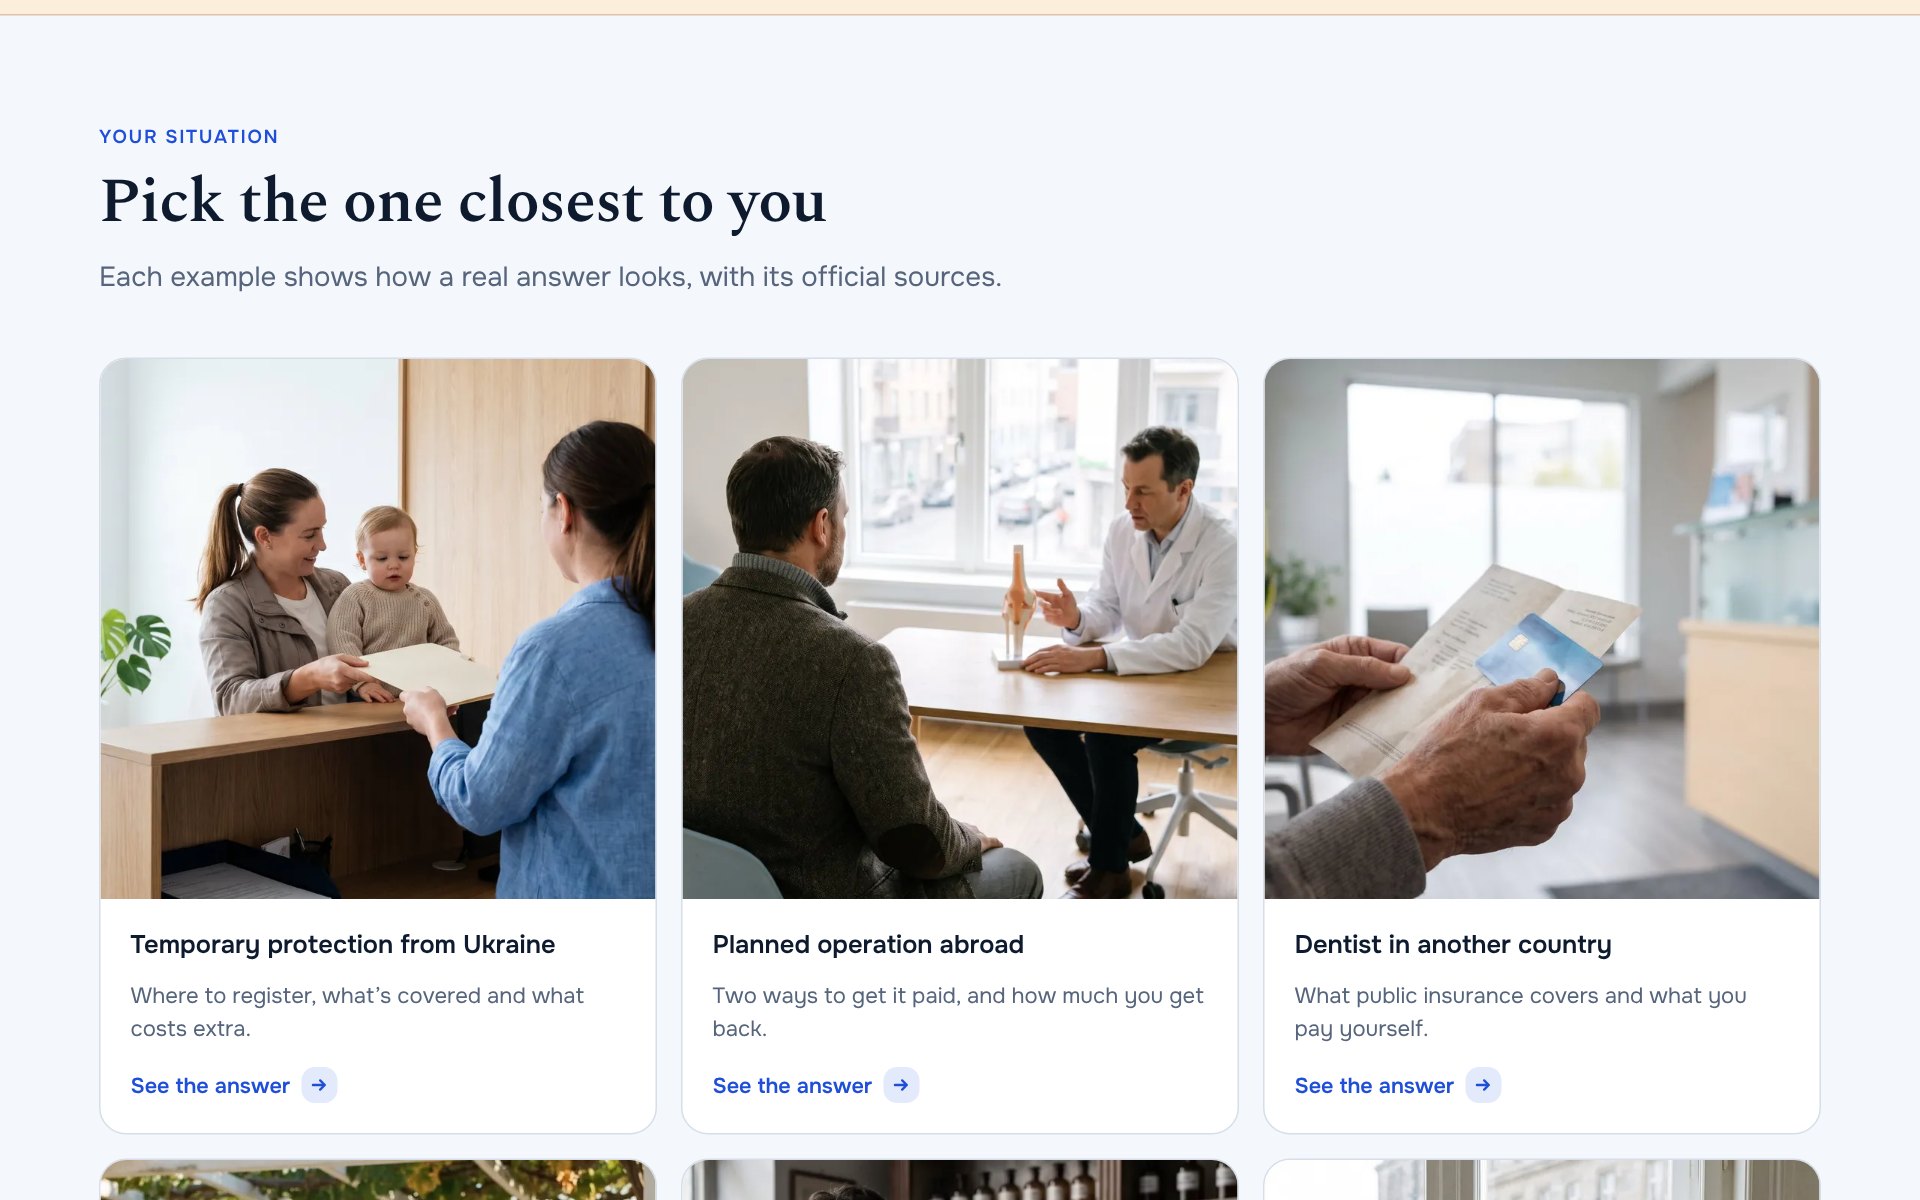 YOUR SITUATION
Pick the one closest to you
Each example shows how a real answer looks, with its official sources.
Temporary protection from Ukraine
Where to register, what’s covered and what
costs extra.
See the answer
Planned operation abroad
Two ways to get it paid, and how much you get
back.
See the answer
Dentist in another country
What public insurance covers and what you
pay yourself.
See the answer